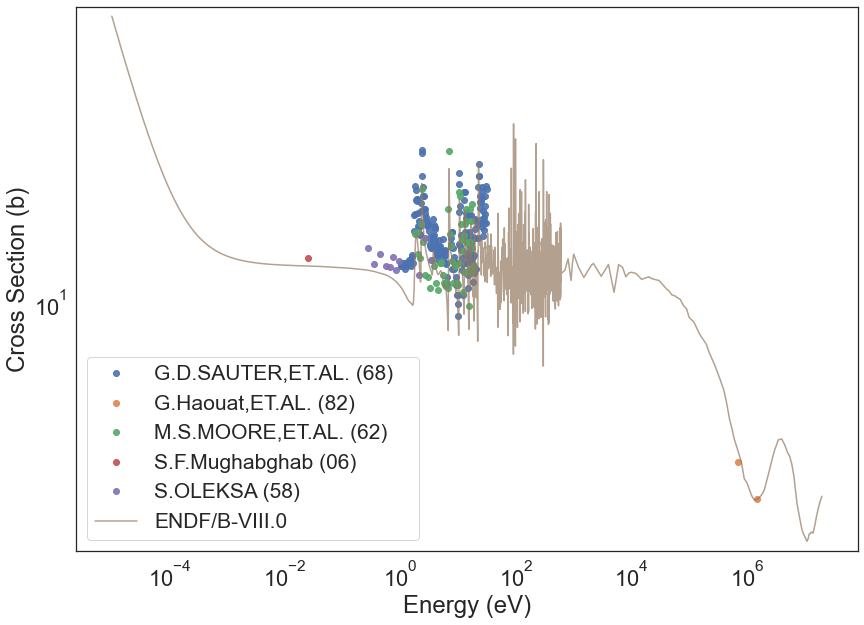 Cross Section (b)
10^1
G.D.SAUTER,ET.AL. (68)
G.Haouat,ET.AL. (82)
M.S.MOORE,ET.AL. (62)
S.F.Mughabghab (06)
S.OLEKSA (58)
ENDF/B-VIII.0
10^−4 10^−2 10^0 10^2 10^4 10^6
Energy (eV)